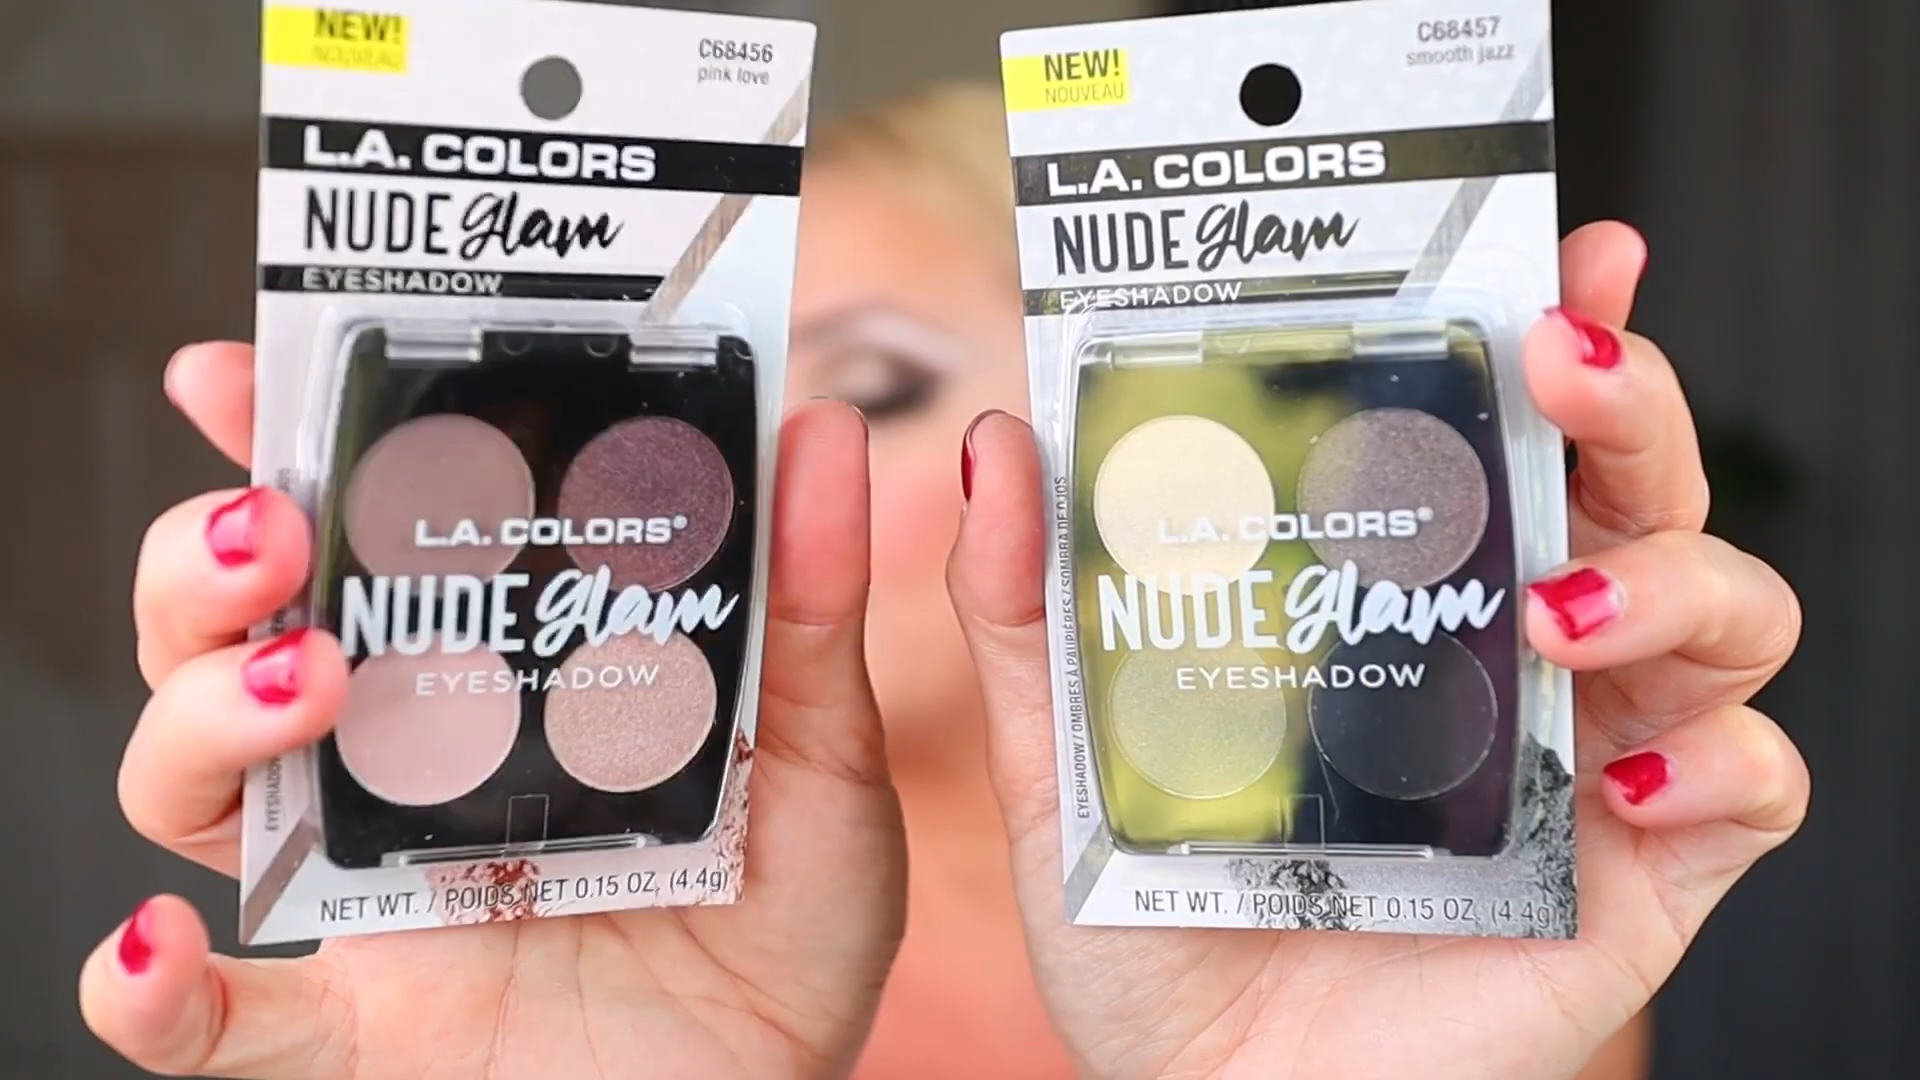 NEW!
NOUVEAU
C68456
pink love
L.A. COLORS
NUDE Glam
EYESHADOW
L.A. COLORS®
NUDE Glam
EYESHADOW
NET WT. / POIDS NET 0.15 OZ. (4.4g)
NEW!
NOUVEAU
C68457
smooth jazz
L.A. COLORS
NUDE Glam
EYESHADOW
L.A. COLORS®
NUDE Glam
EYESHADOW
EYESHADOW / OMBRES À PAUPIÈRES / SOMBRA DE OJOS
NET WT. / POIDS NET 0.15 OZ. (4.4g)